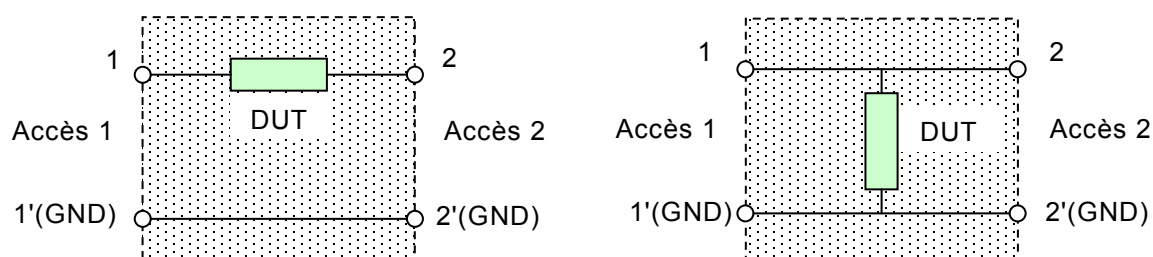 1
2
DUT
Accès 1
Accès 2
1'(GND)
2'(GND)
1
2
Accès 1
DUT
Accès 2
1'(GND)
2'(GND)